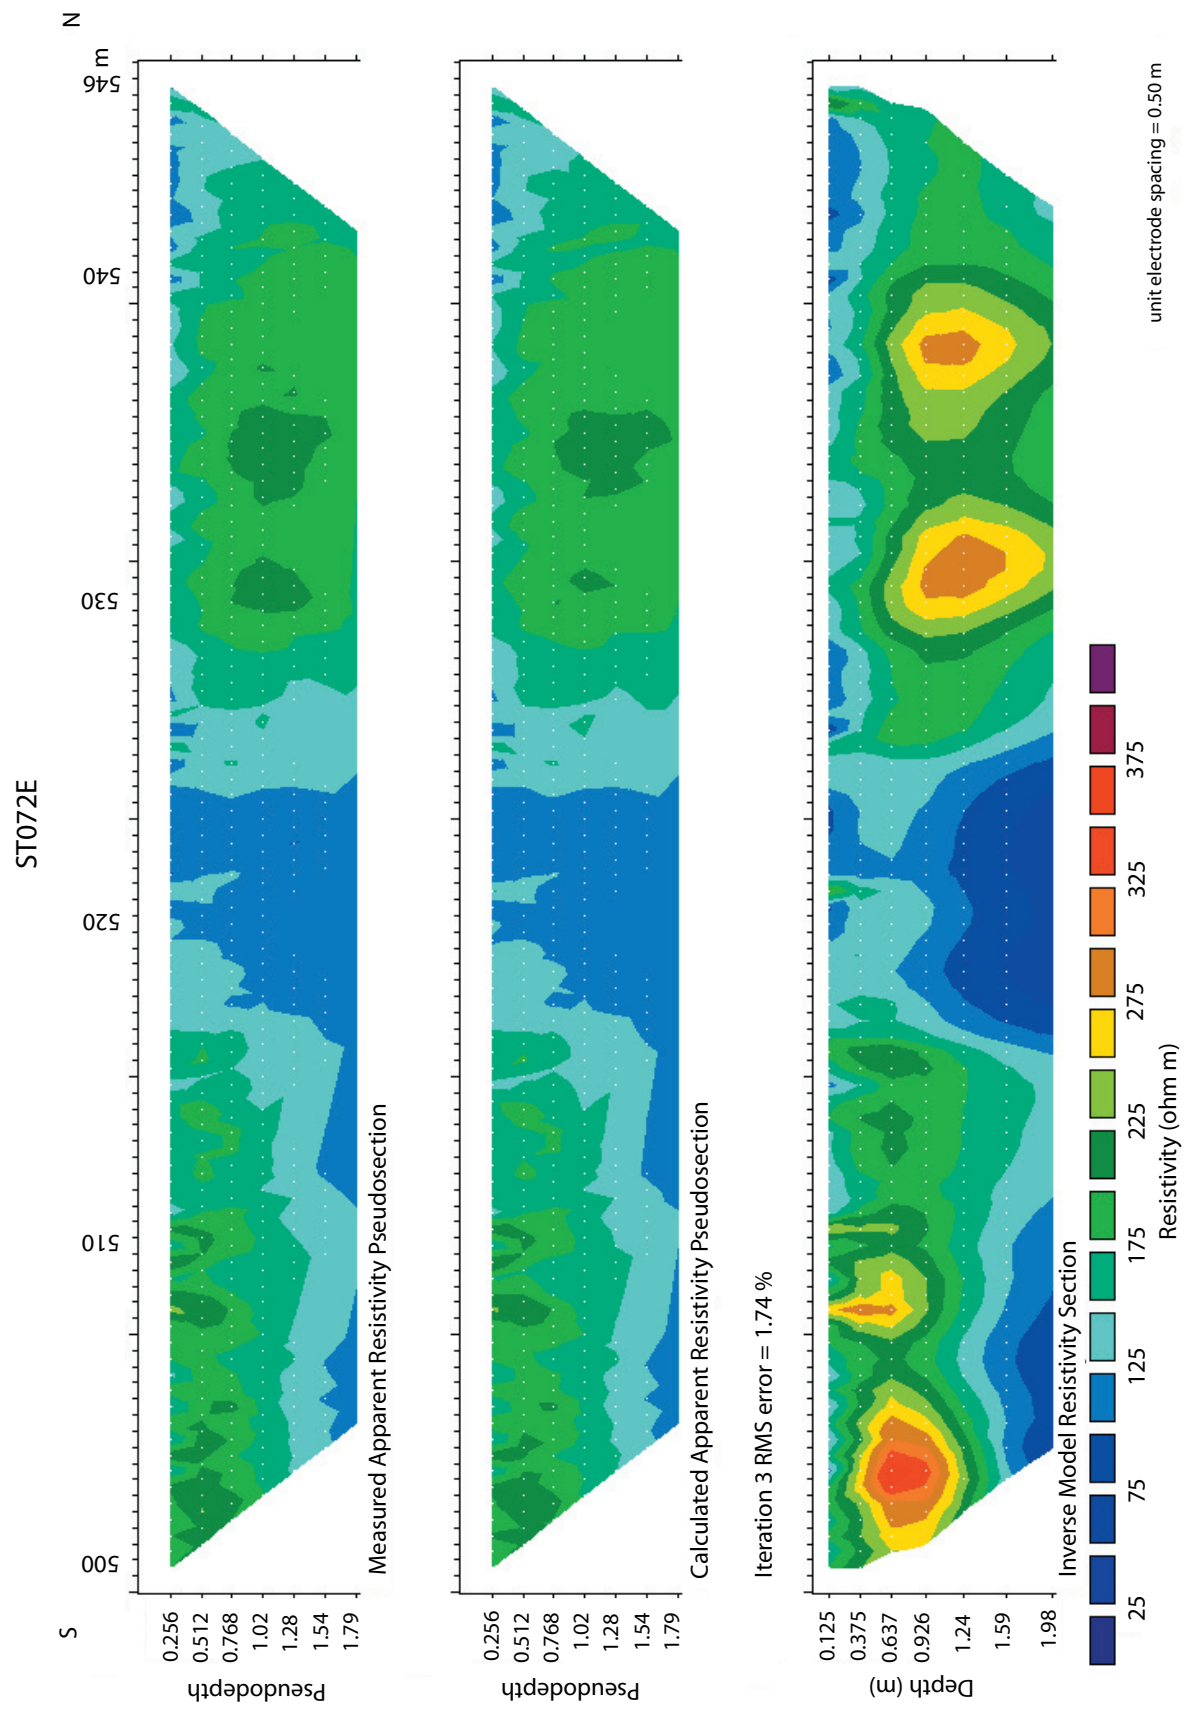 ST072E
S
N
500
510
520
530
540
546
m
Pseudodepth
0.256
0.512
0.768
1.02
1.28
1.54
1.79
Measured Apparent Resistivity Pseudosection
Pseudodepth
0.256
0.512
0.768
1.02
1.28
1.54
1.79
Calculated Apparent Resistivity Pseudosection
Iteration 3 RMS error = 1.74 %
Depth (m)
0.125
0.375
0.637
0.926
1.24
1.59
1.98
Inverse Model Resistivity Section
25
75
125
175
225
275
325
375
Resistivity (ohm m)
unit electrode spacing = 0.50 m